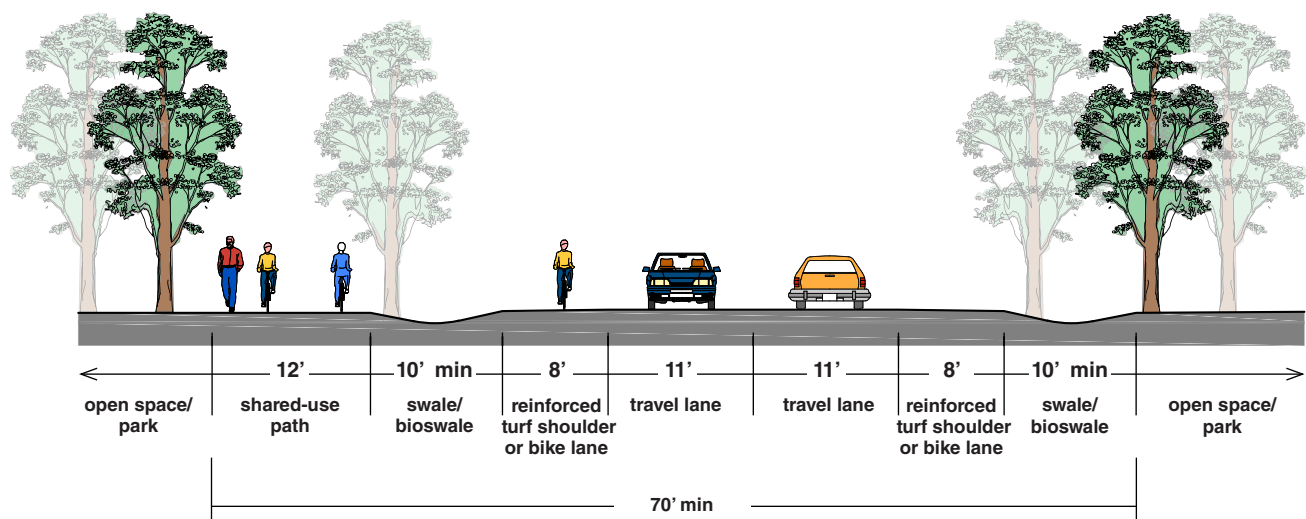 12’
10’ min
8’
11’
11’
8’
10’ min
open space/
park
shared-use
path
swale/
bioswale
reinforced
turf shoulder
or bike lane
travel lane
travel lane
reinforced
turf shoulder
or bike lane
swale/
bioswale
open space/
park
70’ min